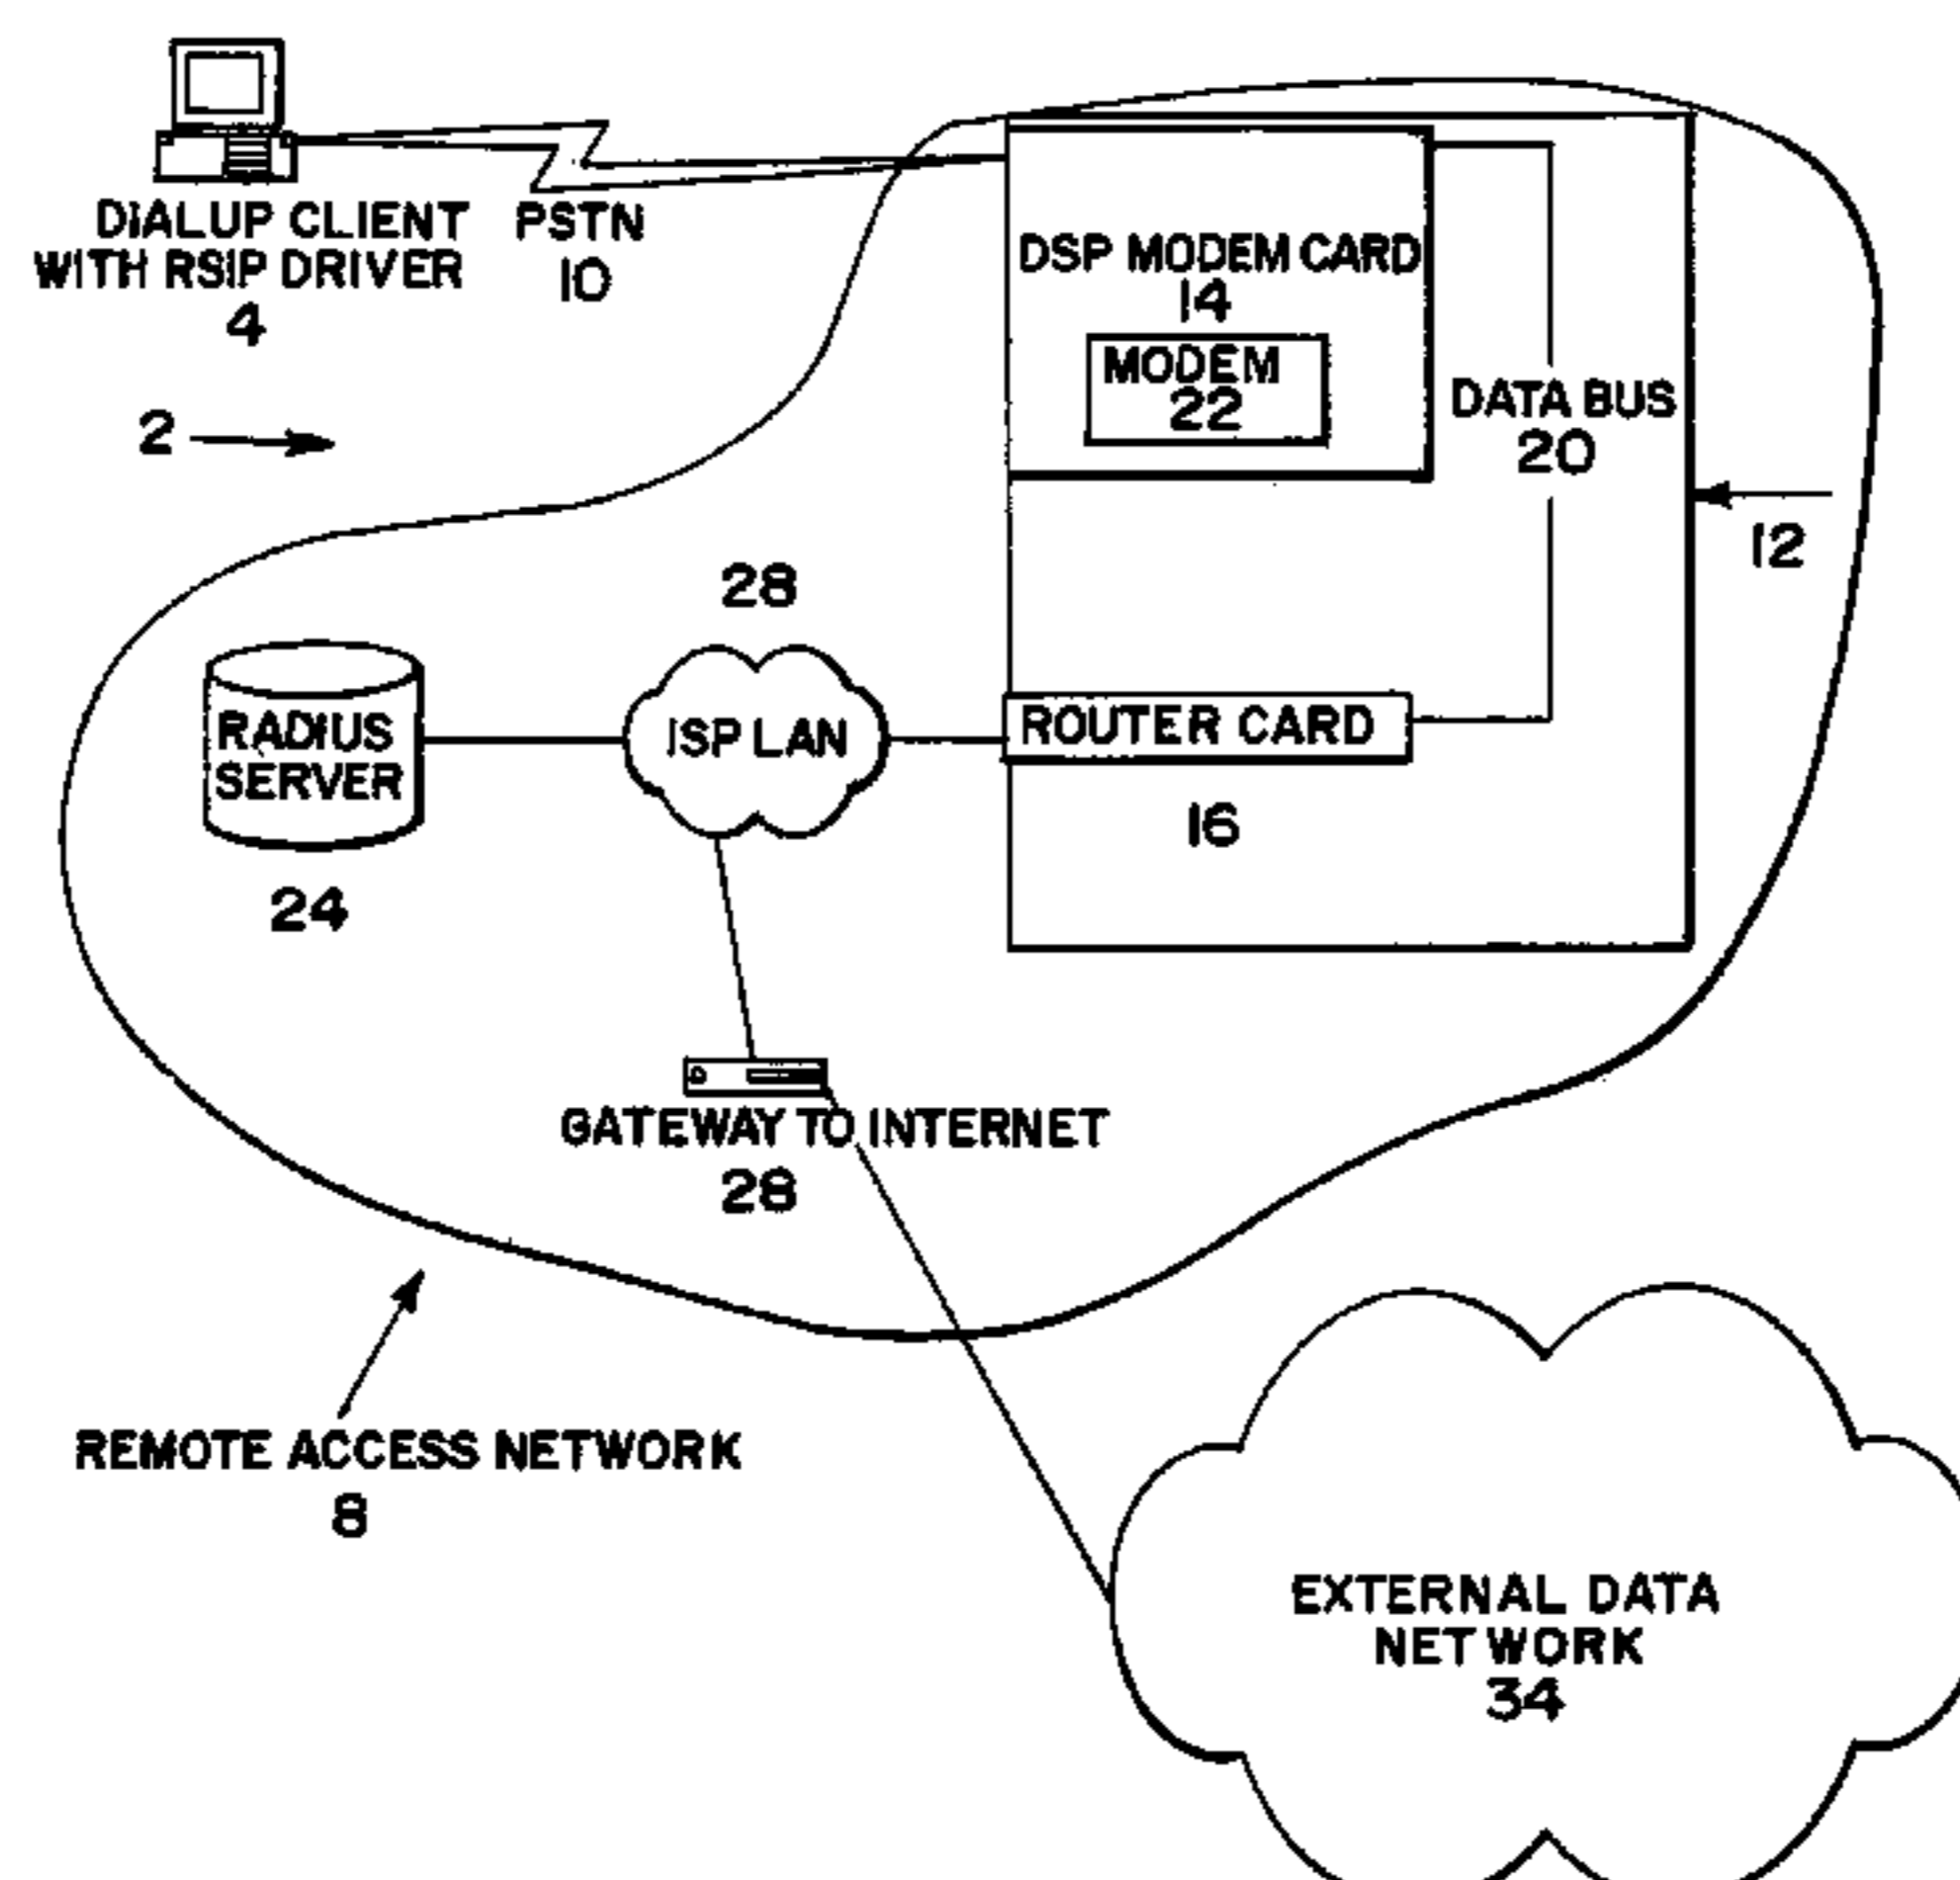 DIALUP CLIENT
WITH RSIP DRIVER
4
PSTN
10
DSP MODEM CARD
14
MODEM
22
DATA BUS
20
2
12
28
RADIUS
SERVER
24
ISP LAN
ROUTER CARD
16
GATEWAY TO INTERNET
28
REMOTE ACCESS NETWORK
8
EXTERNAL DATA
NETWORK
34